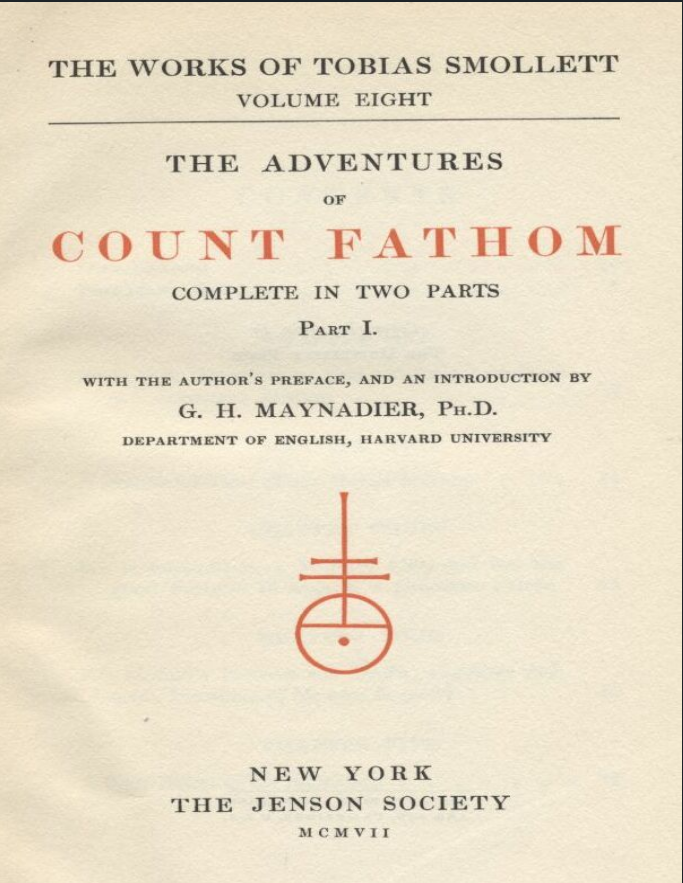 THE WORKS OF TOBIAS SMOLLETT
VOLUME EIGHT
THE ADVENTURES
OF
COUNT FATHOM
COMPLETE IN TWO PARTS
PART I.
WITH THE AUTHOR'S PREFACE, AND AN INTRODUCTION BY
G. H. MAYNADIER, PH.D.
DEPARTMENT OF ENGLISH, HARVARD UNIVERSITY
NEW YORK
THE JENSON SOCIETY
MCMVII